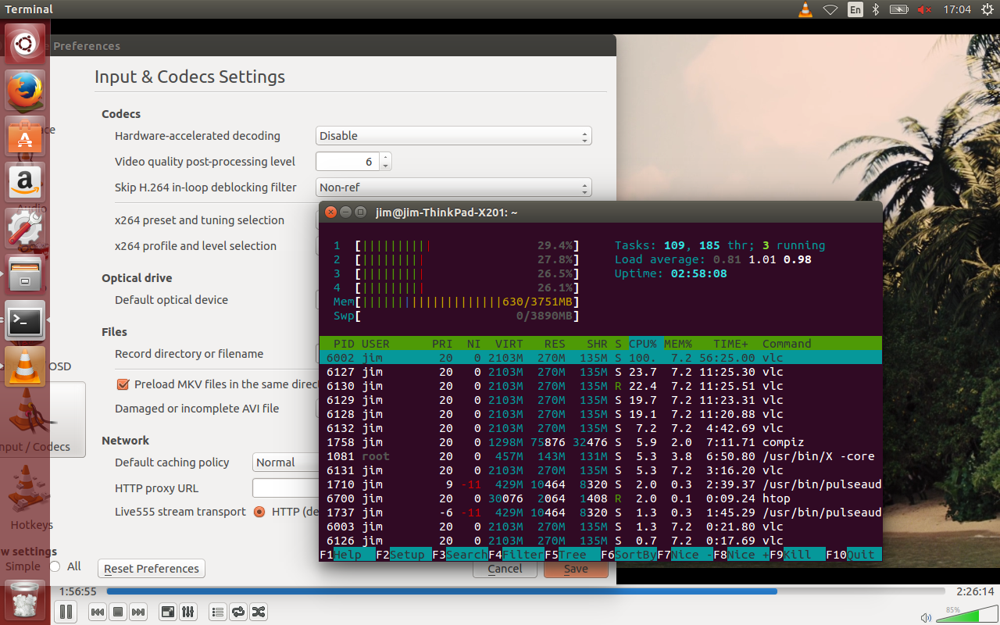 Terminal
En
17:04
Preferences
Input & Codecs Settings
Codecs
Hardware-accelerated decoding Disable
Video quality post-processing level 6
Skip H.264 in-loop deblocking filter Non-ref
x264 preset and tuning selection
x264 profile and level selection
Optical drive
Default optical device
Files
Record directory or filename
Preload MKV files in the same direc
Damaged or incomplete AVI file
Network
Default caching policy Normal
HTTP proxy URL
Live555 stream transport HTTP (de
ce
Audio
OSD
nput / Codecs
Hotkeys
w settings
Simple All
Reset Preferences Cancel Save
jim@jim-ThinkPad-X201: ~
1 [||||||||||| 29.4%] Tasks: 109, 185 thr; 3 running
2 [|||||||||| 27.8%] Load average: 0.81 1.01 0.98
3 [|||||||||| 26.5%] Uptime: 02:58:08
4 [|||||||||| 26.1%]
Mem[||||||||||||||||||||630/3751MB]
Swp[ 0/3890MB]
PID USER PRI NI VIRT RES SHR S CPU% MEM% TIME+ Command
6002 jim 20 0 2103M 270M 135M S 100. 7.2 56:25.00 vlc
6127 jim 20 0 2103M 270M 135M S 23.7 7.2 11:25.30 vlc
6130 jim 20 0 2103M 270M 135M R 22.4 7.2 11:25.51 vlc
6129 jim 20 0 2103M 270M 135M S 19.7 7.2 11:23.31 vlc
6128 jim 20 0 2103M 270M 135M S 19.1 7.2 11:20.88 vlc
6132 jim 20 0 2103M 270M 135M S 7.2 7.2 4:42.69 vlc
1758 jim 20 0 1298M 75876 32476 S 5.9 2.0 7:11.71 compiz
1081 root 20 0 457M 143M 131M S 5.3 3.8 6:50.80 /usr/bin/X -core
6131 jim 20 0 2103M 270M 135M S 5.3 7.2 3:16.20 vlc
1710 jim 9 -11 429M 10464 8320 S 2.0 0.3 2:39.37 /usr/bin/pulseaud
6700 jim 20 0 30076 2064 1408 R 2.0 0.1 0:09.24 htop
1737 jim -6 -11 429M 10464 8320 S 1.3 0.3 1:45.29 /usr/bin/pulseaud
6003 jim 20 0 2103M 270M 135M S 1.3 7.2 0:21.80 vlc
6126 jim 20 0 2103M 270M 135M S 0.7 7.2 0:17.69 vlc
F1Help F2Setup F3SearchF4FilterF5Tree F6SortByF7Nice -F8Nice +F9Kill F10Quit
1:56:55 2:26:14
85%